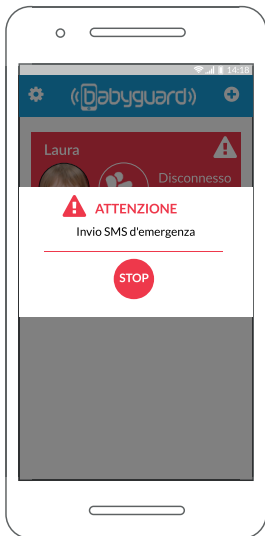 14:18
babyguard
Laura
Disconnesso
ATTENZIONE
Invio SMS d'emergenza
STOP